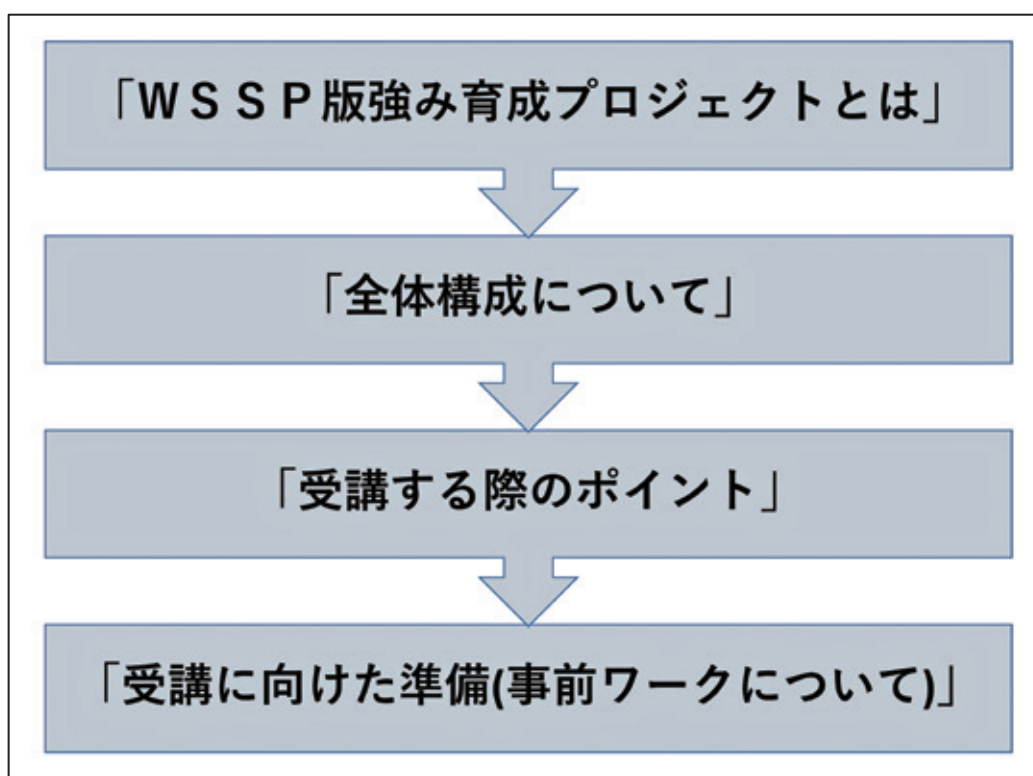 「ＷＳＳＰ版強み育成プロジェクトとは」
「全体構成について」
「受講する際のポイント」
「受講に向けた準備(事前ワークについて)」